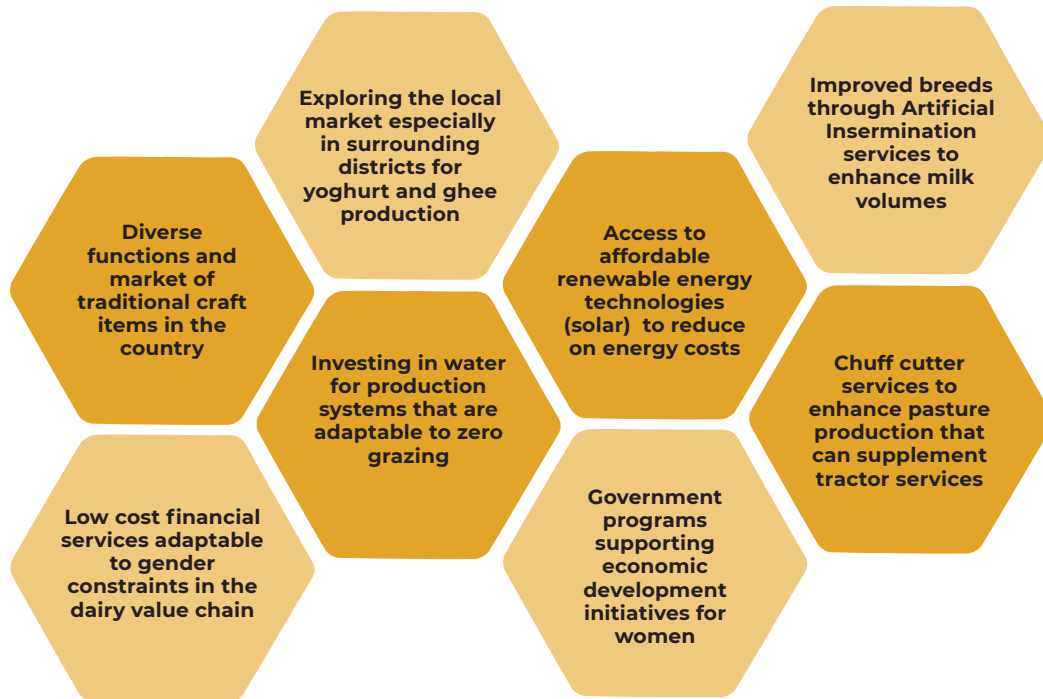 Exploring the local
market especially
in surrounding
districts for
yoghurt and ghee
production
Improved breeds
through Artificial
Insermination
services to
enhance milk
volumes
Diverse
functions and
market of
traditional craft
items in the
country
Access to
affordable
renewable energy
technologies
(solar) to reduce
on energy costs
Investing in water
for production
systems that are
adaptable to zero
grazing
Chuff cutter
services to
enhance pasture
production that
can supplement
tractor services
Low cost financial
services adaptable
to gender
constraints in the
dairy value chain
Government
programs
supporting
economic
development
initiatives for
women